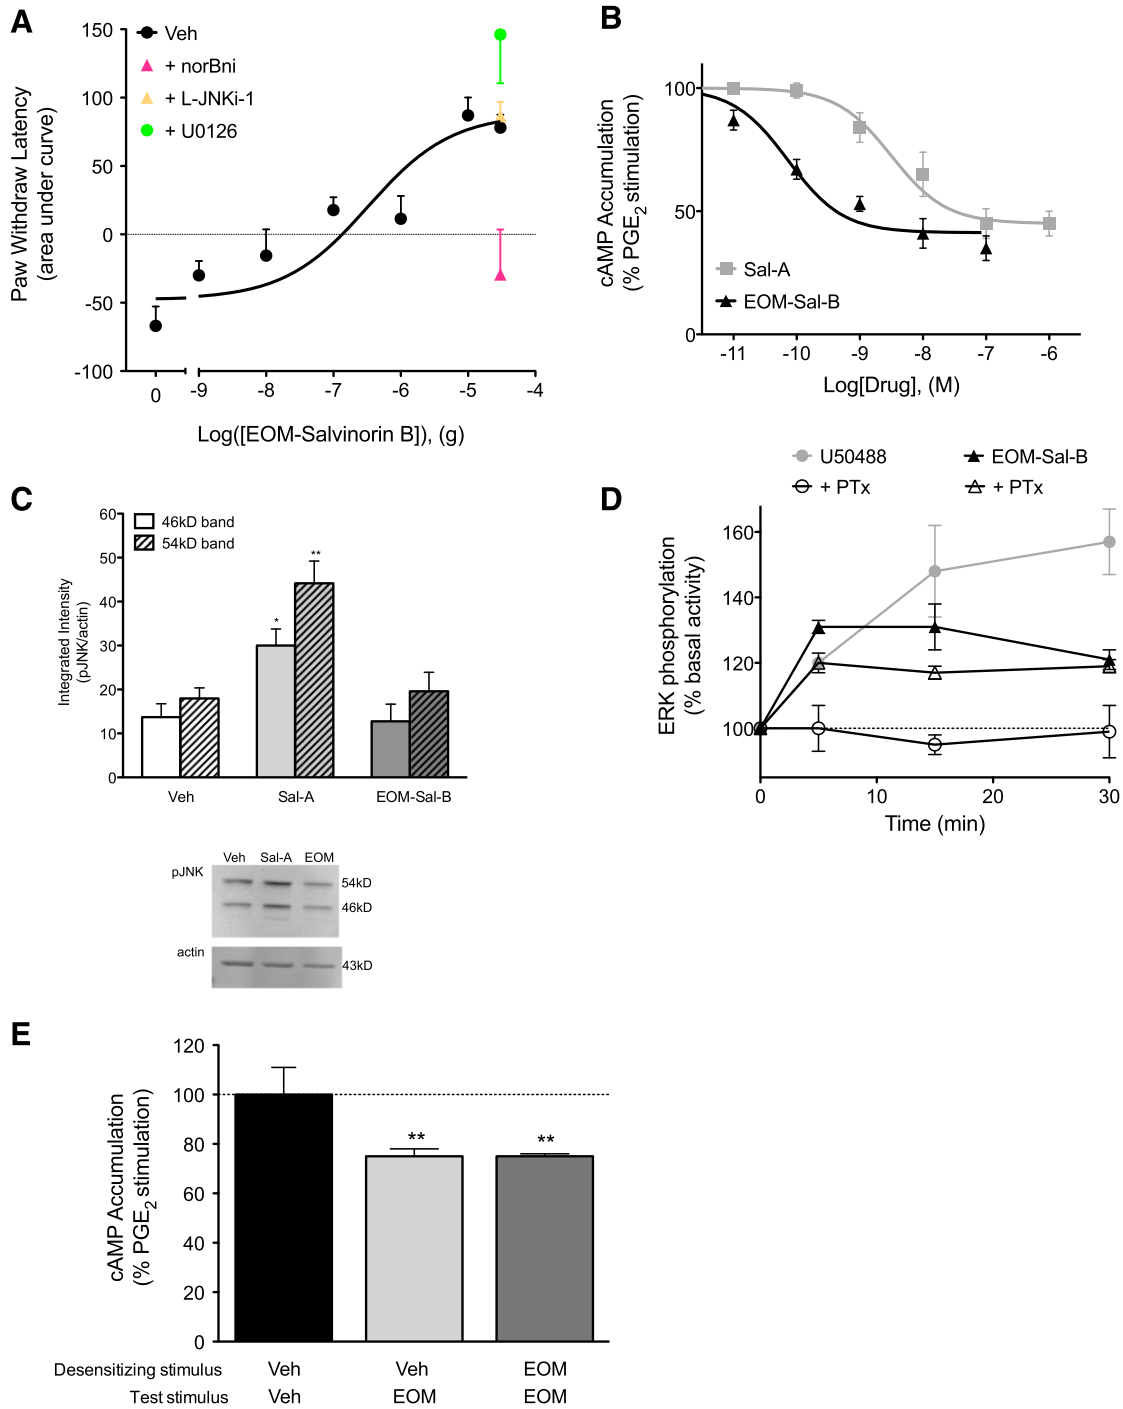 A
Paw Withdraw Latency
(area under curve)
150
100
50
0
-50
-100
Veh
+ norBni
+ L-JNKi-1
+ U0126
0
-9
-8
-7
-6
-5
-4
Log([EOM-Salvinorin B]), (g)
B
cAMP Accumulation
(% PGE2 stimulation)
100
50
0
Sal-A
EOM-Sal-B
-11
-10
-9
-8
-7
-6
Log[Drug], (M)
C
Integrated Intensity
(pJNK/actin)
60
50
40
30
20
10
0
46kD band
54kD band
*
**
Veh
Sal-A
EOM-Sal-B
Veh Sal-A EOM
pJNK
54kD
46kD
actin
43kD
D
U50488
EOM-Sal-B
+ PTx
+ PTx
ERK phosphorylation
(% basal activity)
160
140
120
100
0
10
20
30
Time (min)
E
cAMP Accumulation
(% PGE2 stimulation)
120
100
80
60
40
20
0
**
**
Desensitizing stimulus Veh Veh EOM
Test stimulus Veh EOM EOM